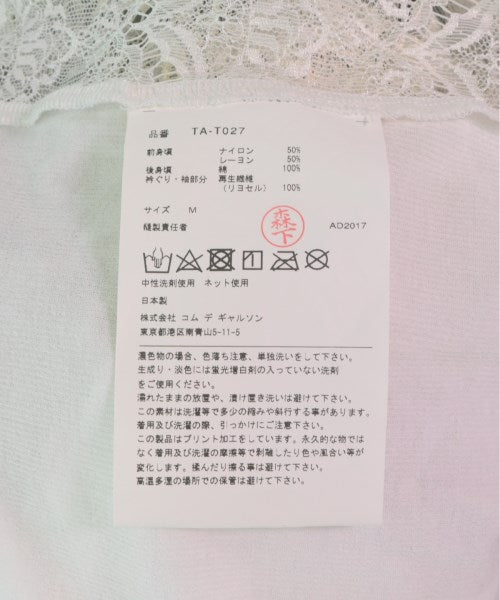 品番 TA-T027
前身頃 ナイロン 50%
レーヨン 50%
後身頃 綿 100%
衿ぐり・袖部分 再生繊維
(リヨセル) 100%
サイズ M
縫製責任者 森下 AD2017
中性洗剤使用 ネット使用
日本製
株式会社 コム デ ギャルソン
東京都港区南青山5-11-5
濃色物の場合、色落ち注意、単独洗いをして下さい。
生成り・淡色には蛍光増白剤の入っていない洗剤
をご使用ください。
濡れたままの放置や、漬け置き洗いは避けて下さい。
この素材は洗濯等で多少の縮みや斜行する事があります。
着用及び洗濯の際、引っかけにご注意下さい。
この製品はプリント加工をしています。永久的な物では
なく着用及び洗濯の摩擦等で剥離したり色や風合い等が
変化します。揉んだり擦る事は避けて下さい。
高温多湿の場所での保管は避けて下さい。